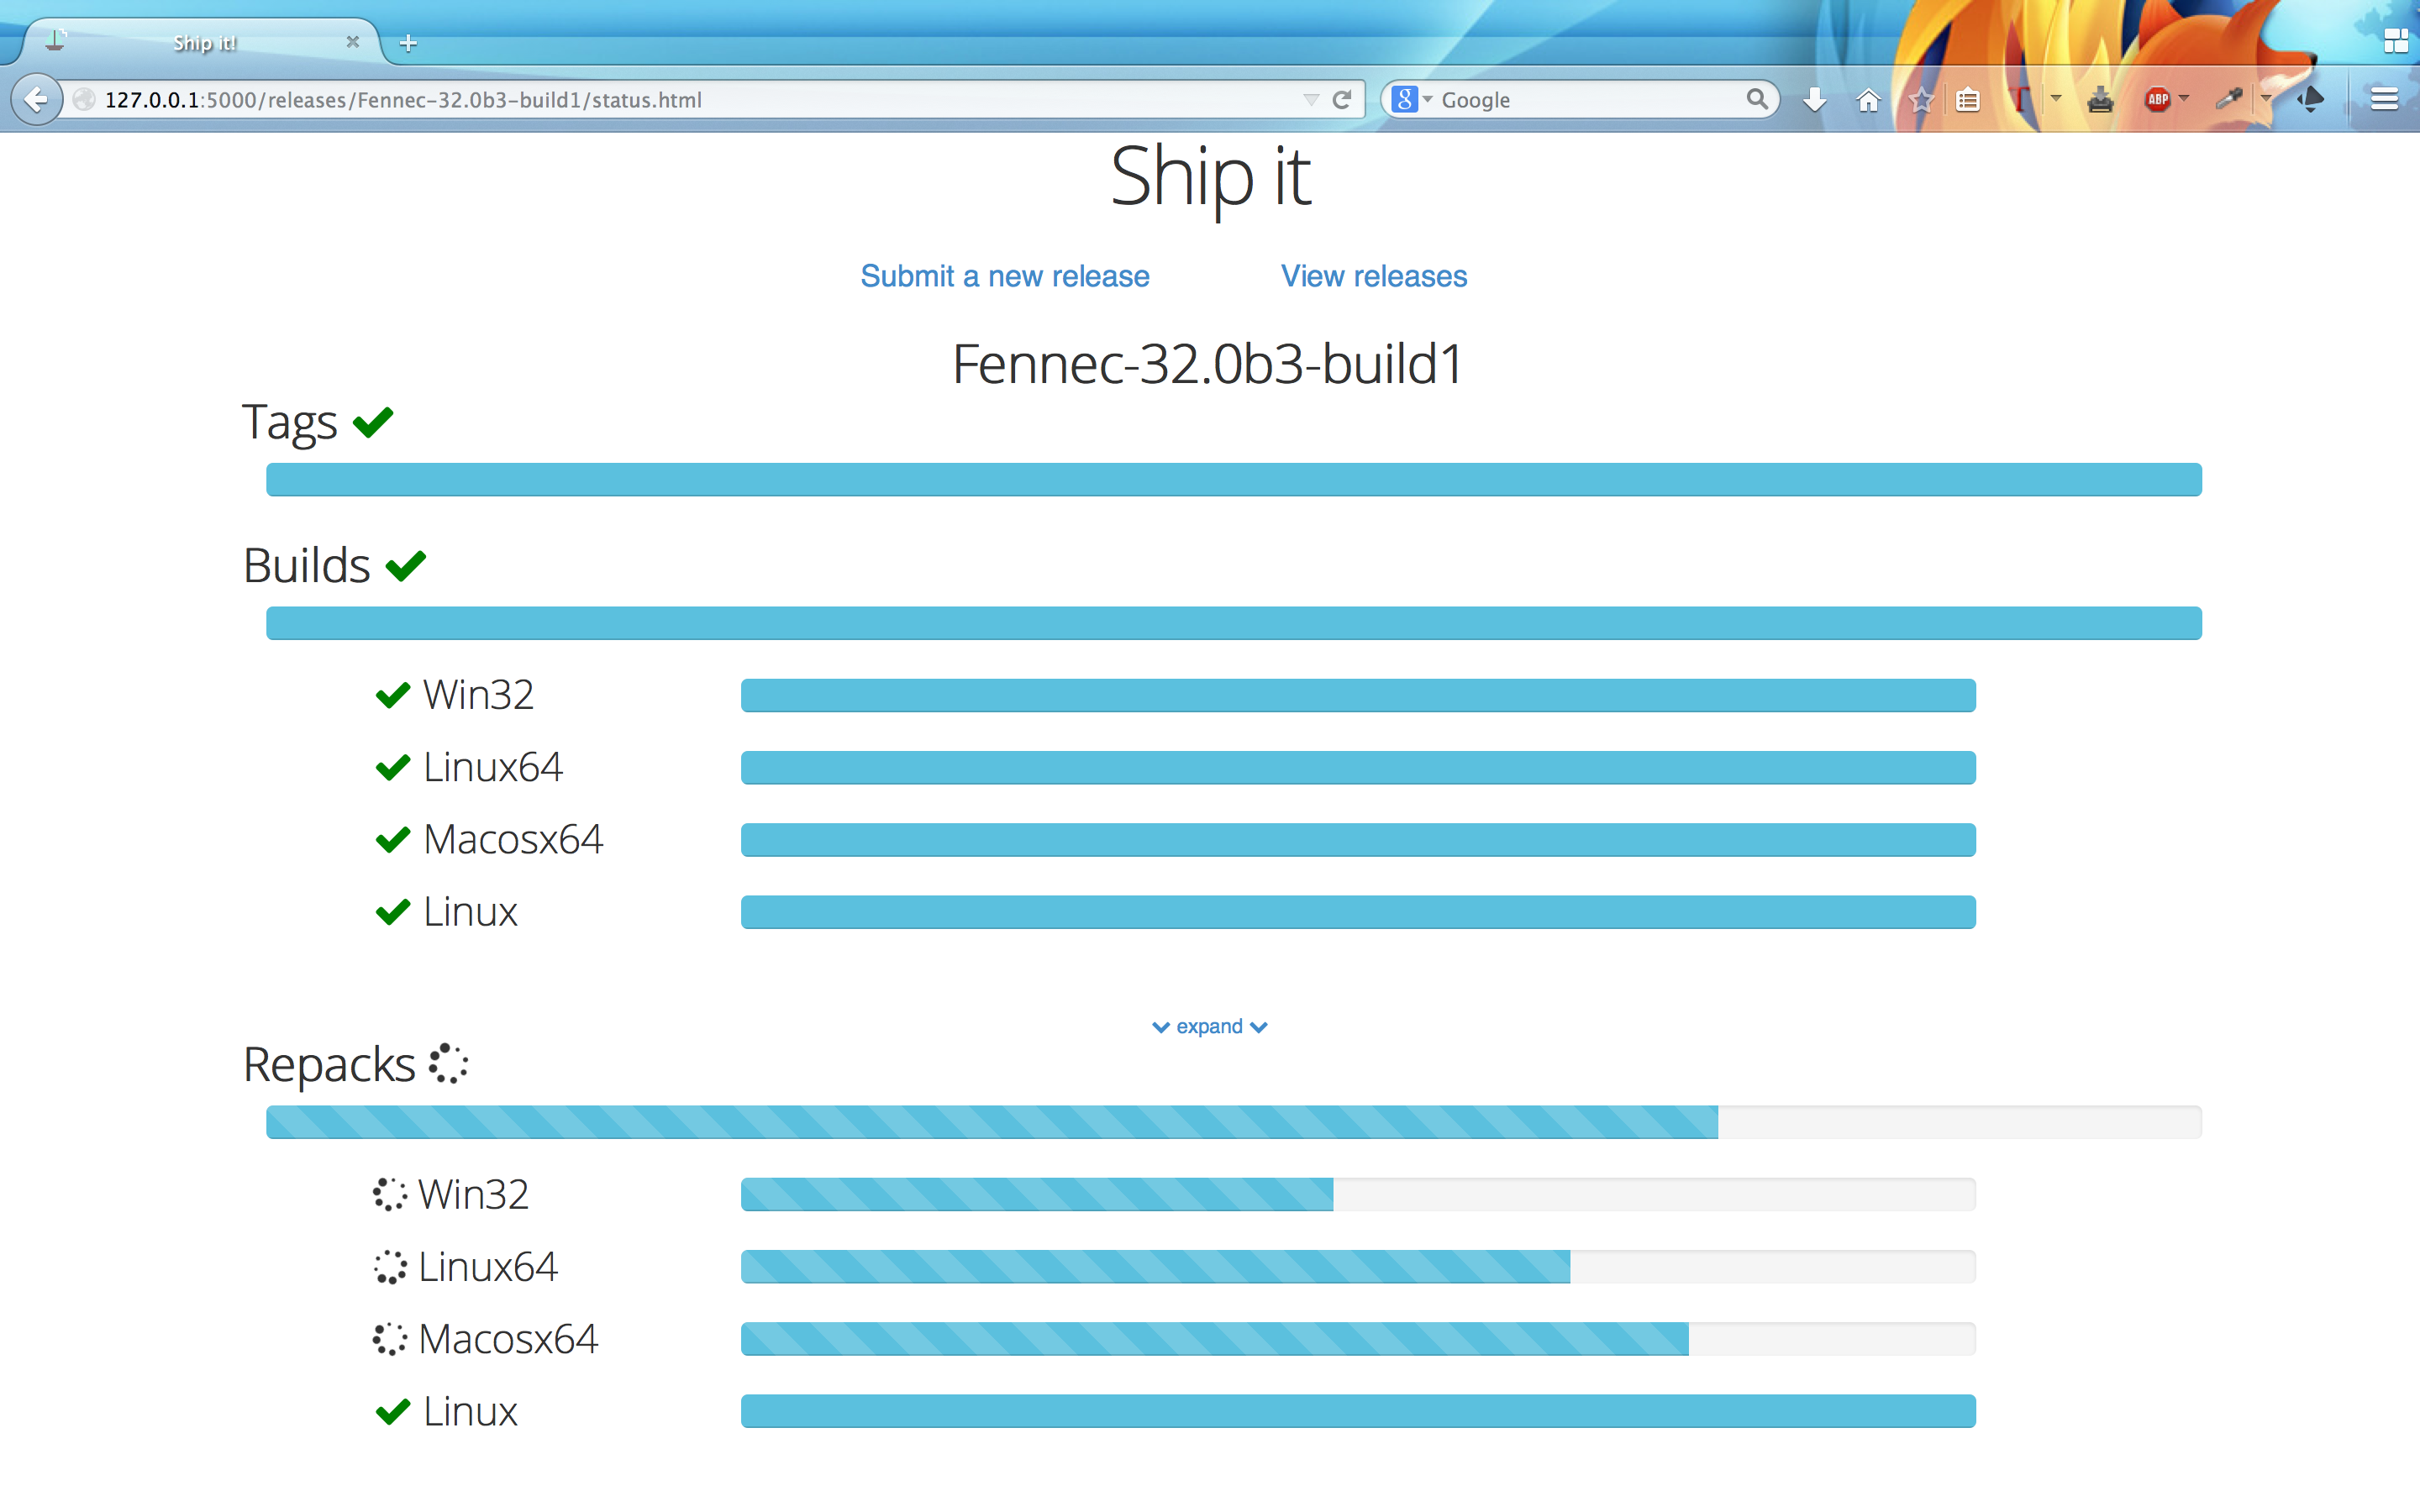 Ship it!
127.0.0.1:5000/releases/Fennec-32.0b3-build1/status.html
g Google
T
ABP
Ship it
Submit a new release View releases
Fennec-32.0b3-build1
Tags
Builds
Win32
Linux64
Macosx64
Linux
expand
Repacks
Win32
Linux64
Macosx64
Linux